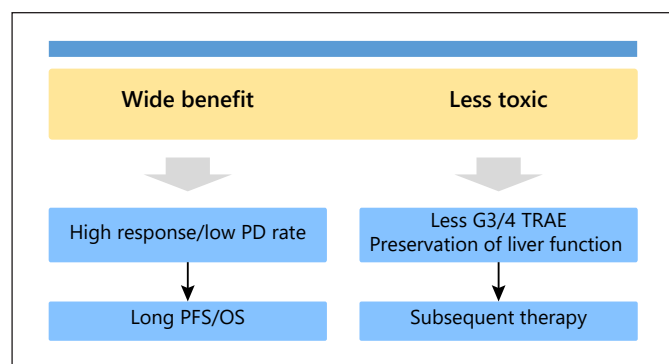 Wide benefit
Less toxic
High response/low PD rate
Less G3/4 TRAE
Preservation of liver function
Long PFS/OS
Subsequent therapy